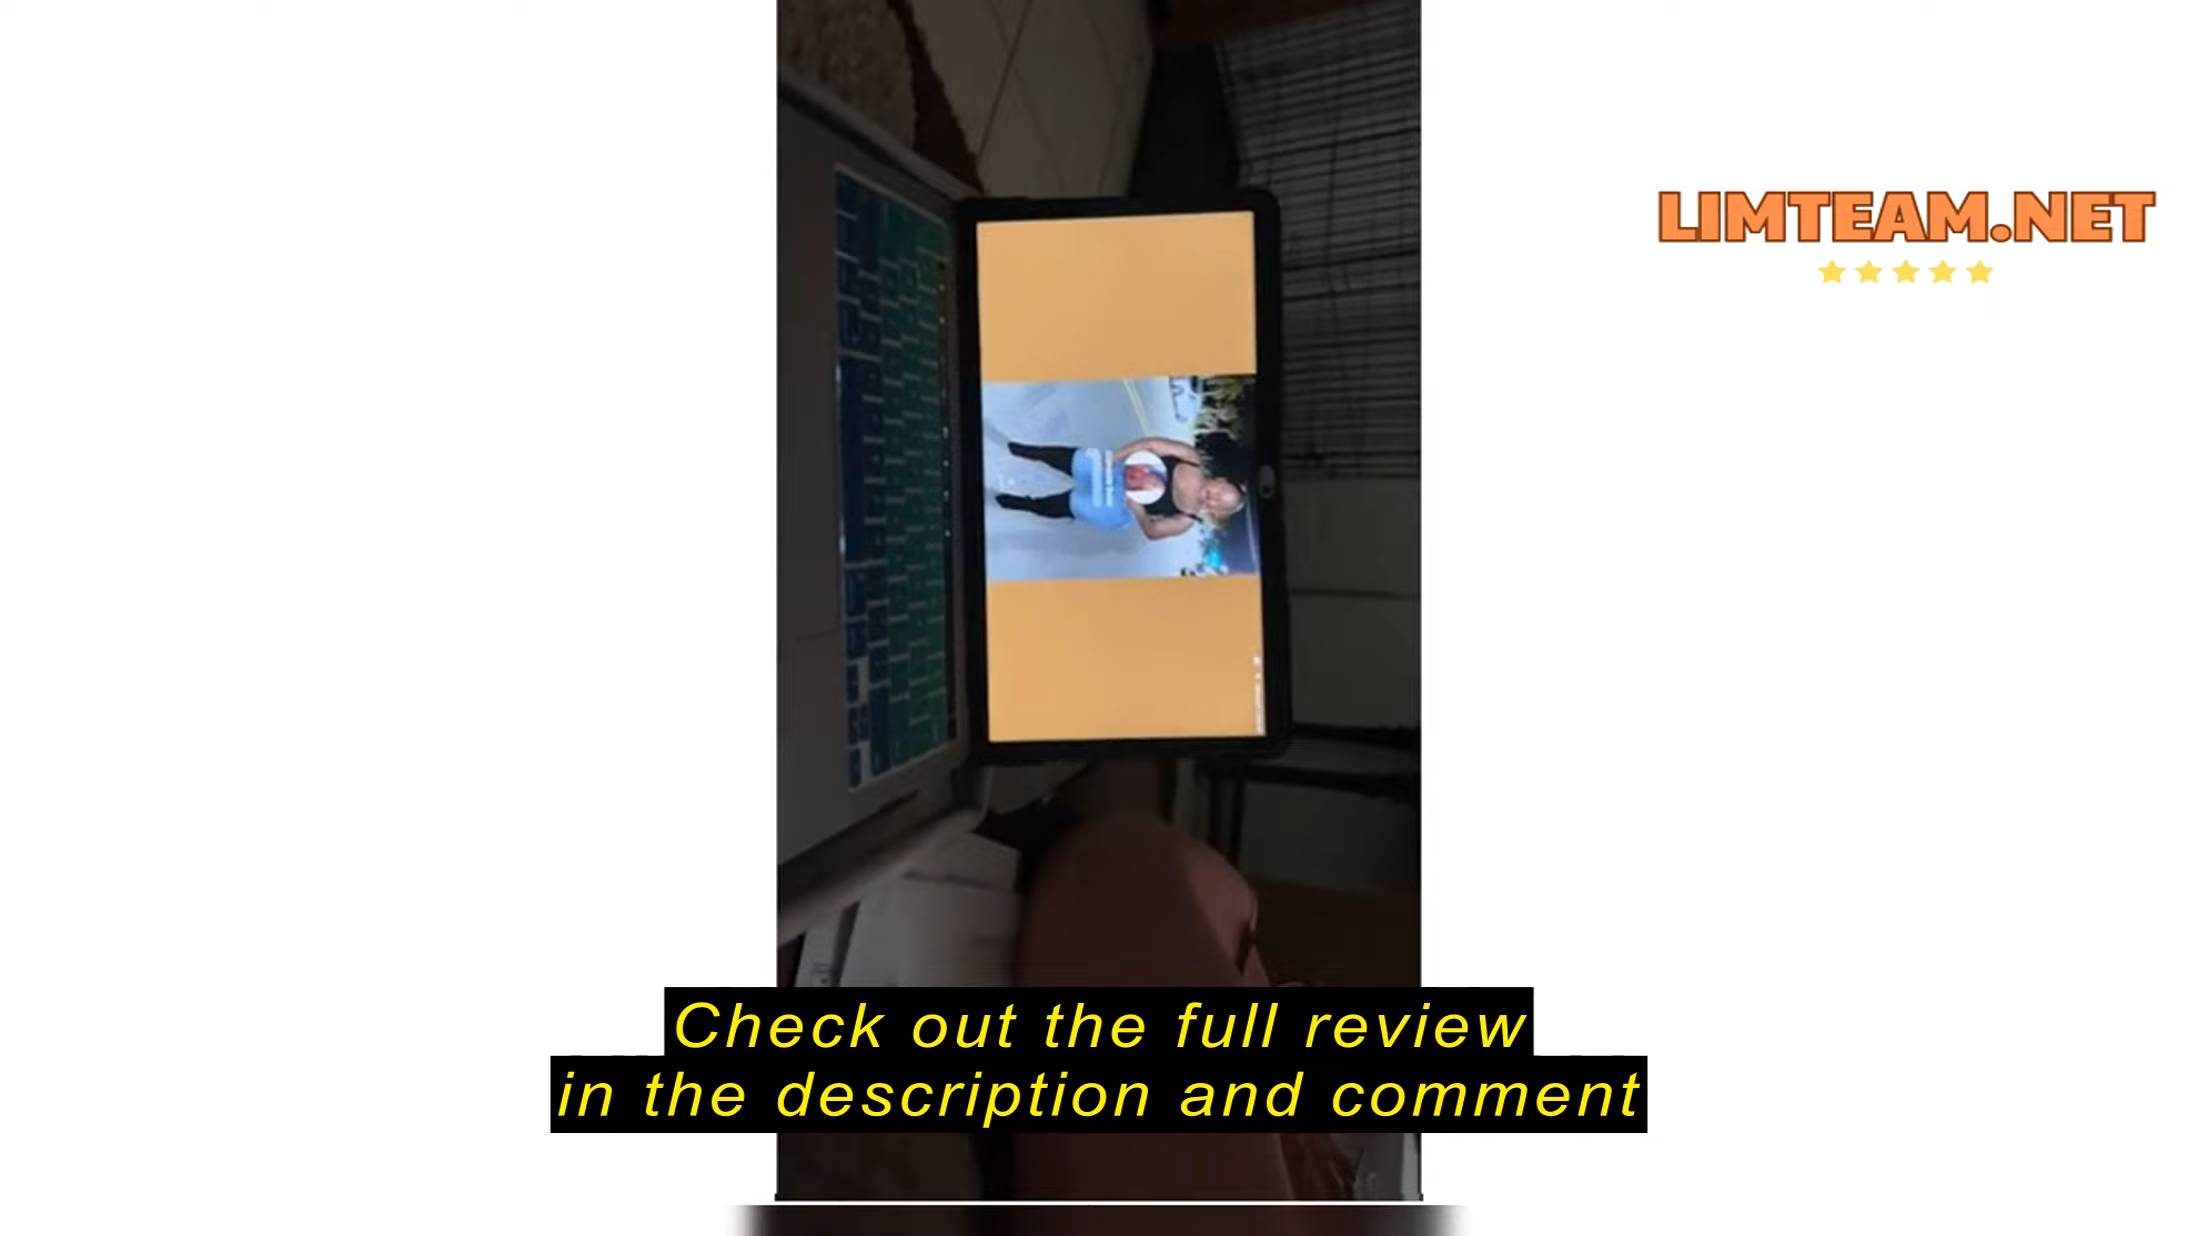 LIMTEAM.NET
Check out the full review
in the description and comment